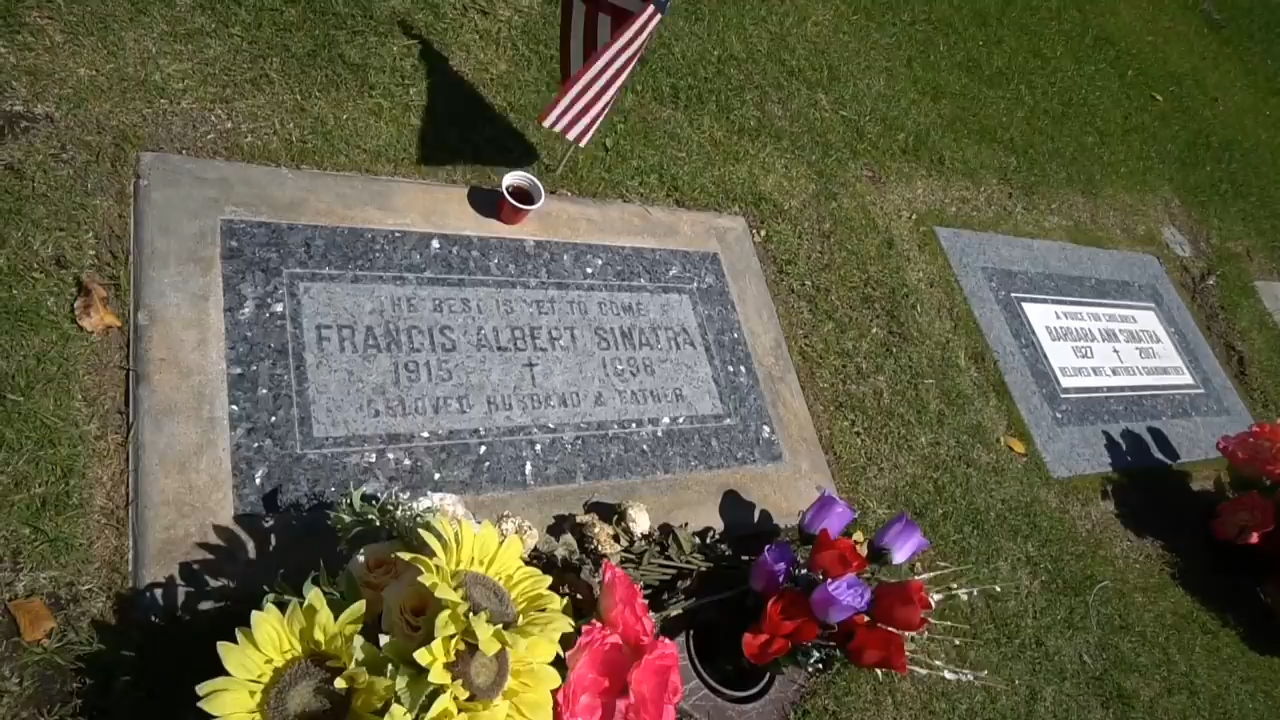 THE BEST IS YET TO COME
FRANCIS ALBERT SINATRA
1915 † 1998
BELOVED HUSBAND & FATHER
A VOICE FOR CHILDREN
BARBARA ANN SINATRA
1927 † 2017
BELOVED WIFE, MOTHER & GRANDMOTHER